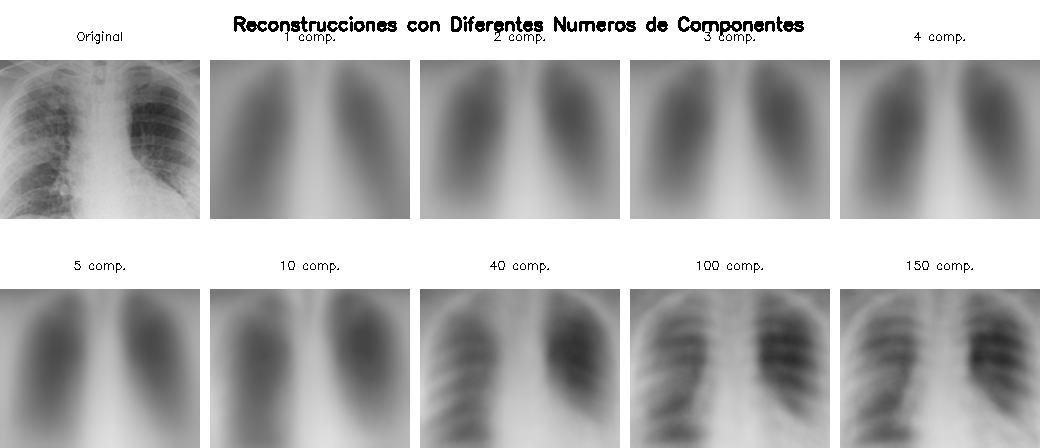 Reconstrucciones con Diferentes Numeros de Componentes
Original
1 comp.
2 comp.
3 comp.
4 comp.
5 comp.
10 comp.
40 comp.
100 comp.
150 comp.